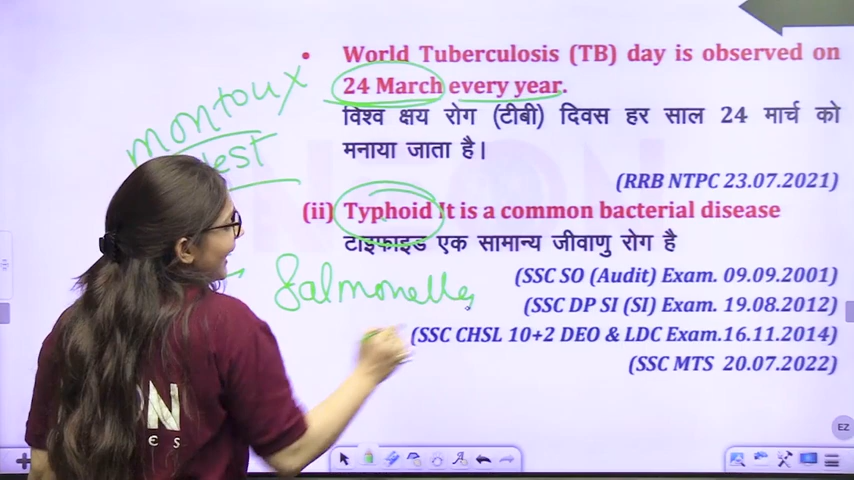 • World Tuberculosis (TB) day is observed on
24 March every year.
विश्व क्षय रोग (टीबी) दिवस हर साल 24 मार्च को
मनाया जाता है।
(RRB NTPC 23.07.2021)
montoux
test
(ii) Typhoid It is a common bacterial disease
टाइफाइड एक सामान्य जीवाणु रोग है
Salmonella
(SSC SO (Audit) Exam. 09.09.2001)
(SSC DP SI (SI) Exam. 19.08.2012)
(SSC CHSL 10+2 DEO & LDC Exam.16.11.2014)
(SSC MTS 20.07.2022)
EZ